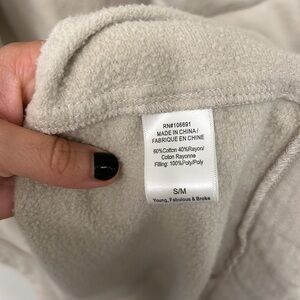 RN#106691
MADE IN CHINA/
FABRIQUE EN CHINE
60%Cotton 40%Rayon/
Coton Rayonne
Filling: 100%Poly/Poly
S/M
Young, Fabulous & Broke